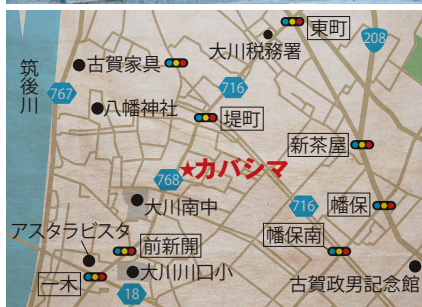 東町
大川税務署
208
筑後川
古賀家具
767
716
八幡神社
堤町
新茶屋
★カバシマ
768
大川南中
716
幡保
アスタラビスタ
前新開
幡保南
一木
大川川口小
古賀政男記念館
18